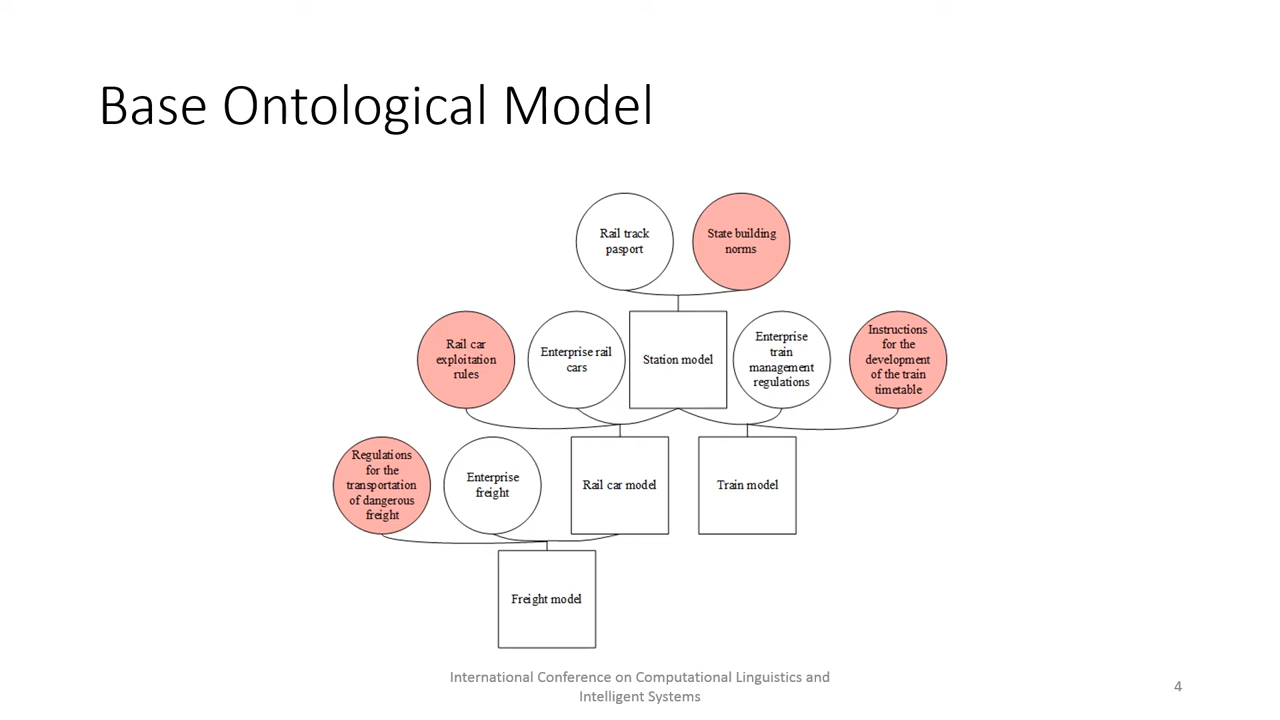 Base Ontological Model
Rail track
pasport
State building
norms
Rail car
exploitation
rules
Enterprise rail
cars
Station model
Enterprise
train
management
regulations
Instructions
for the
development
of the train
timetable
Regulations
for the
transportation
of dangerous
freight
Enterprise
freight
Rail car model
Train model
Freight model
International Conference on Computational Linguistics and
Intelligent Systems
4